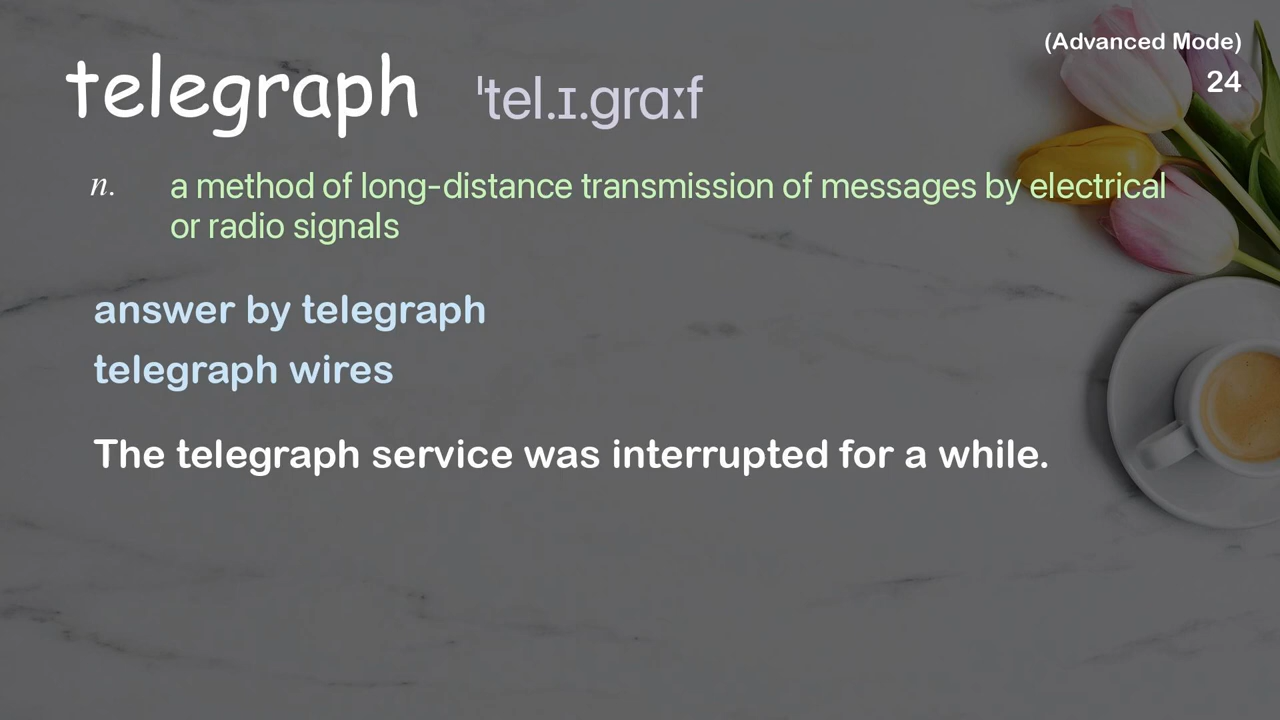 (Advanced Mode)
24
telegraph ˈtel.ɪ.ɡrɑːf
n. a method of long-distance transmission of messages by electrical
or radio signals
answer by telegraph
telegraph wires
The telegraph service was interrupted for a while.